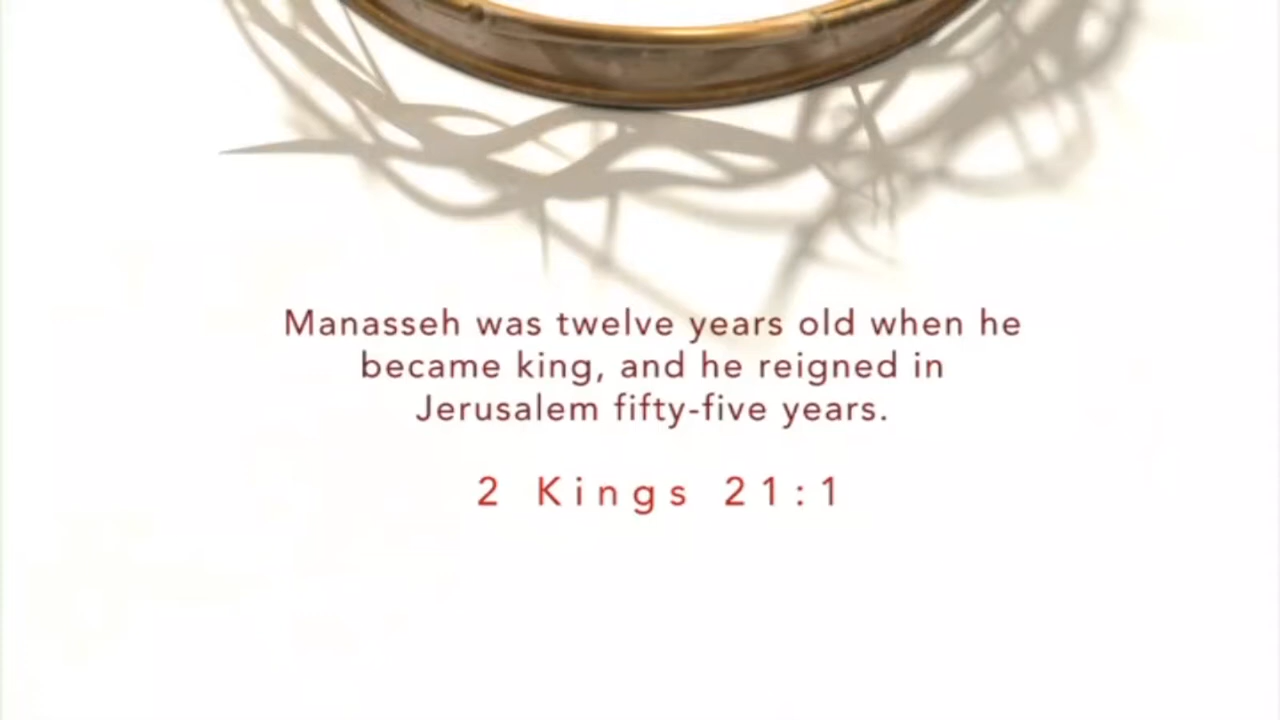 Manasseh was twelve years old when he
became king, and he reigned in
Jerusalem fifty-five years.
2 Kings 21:1